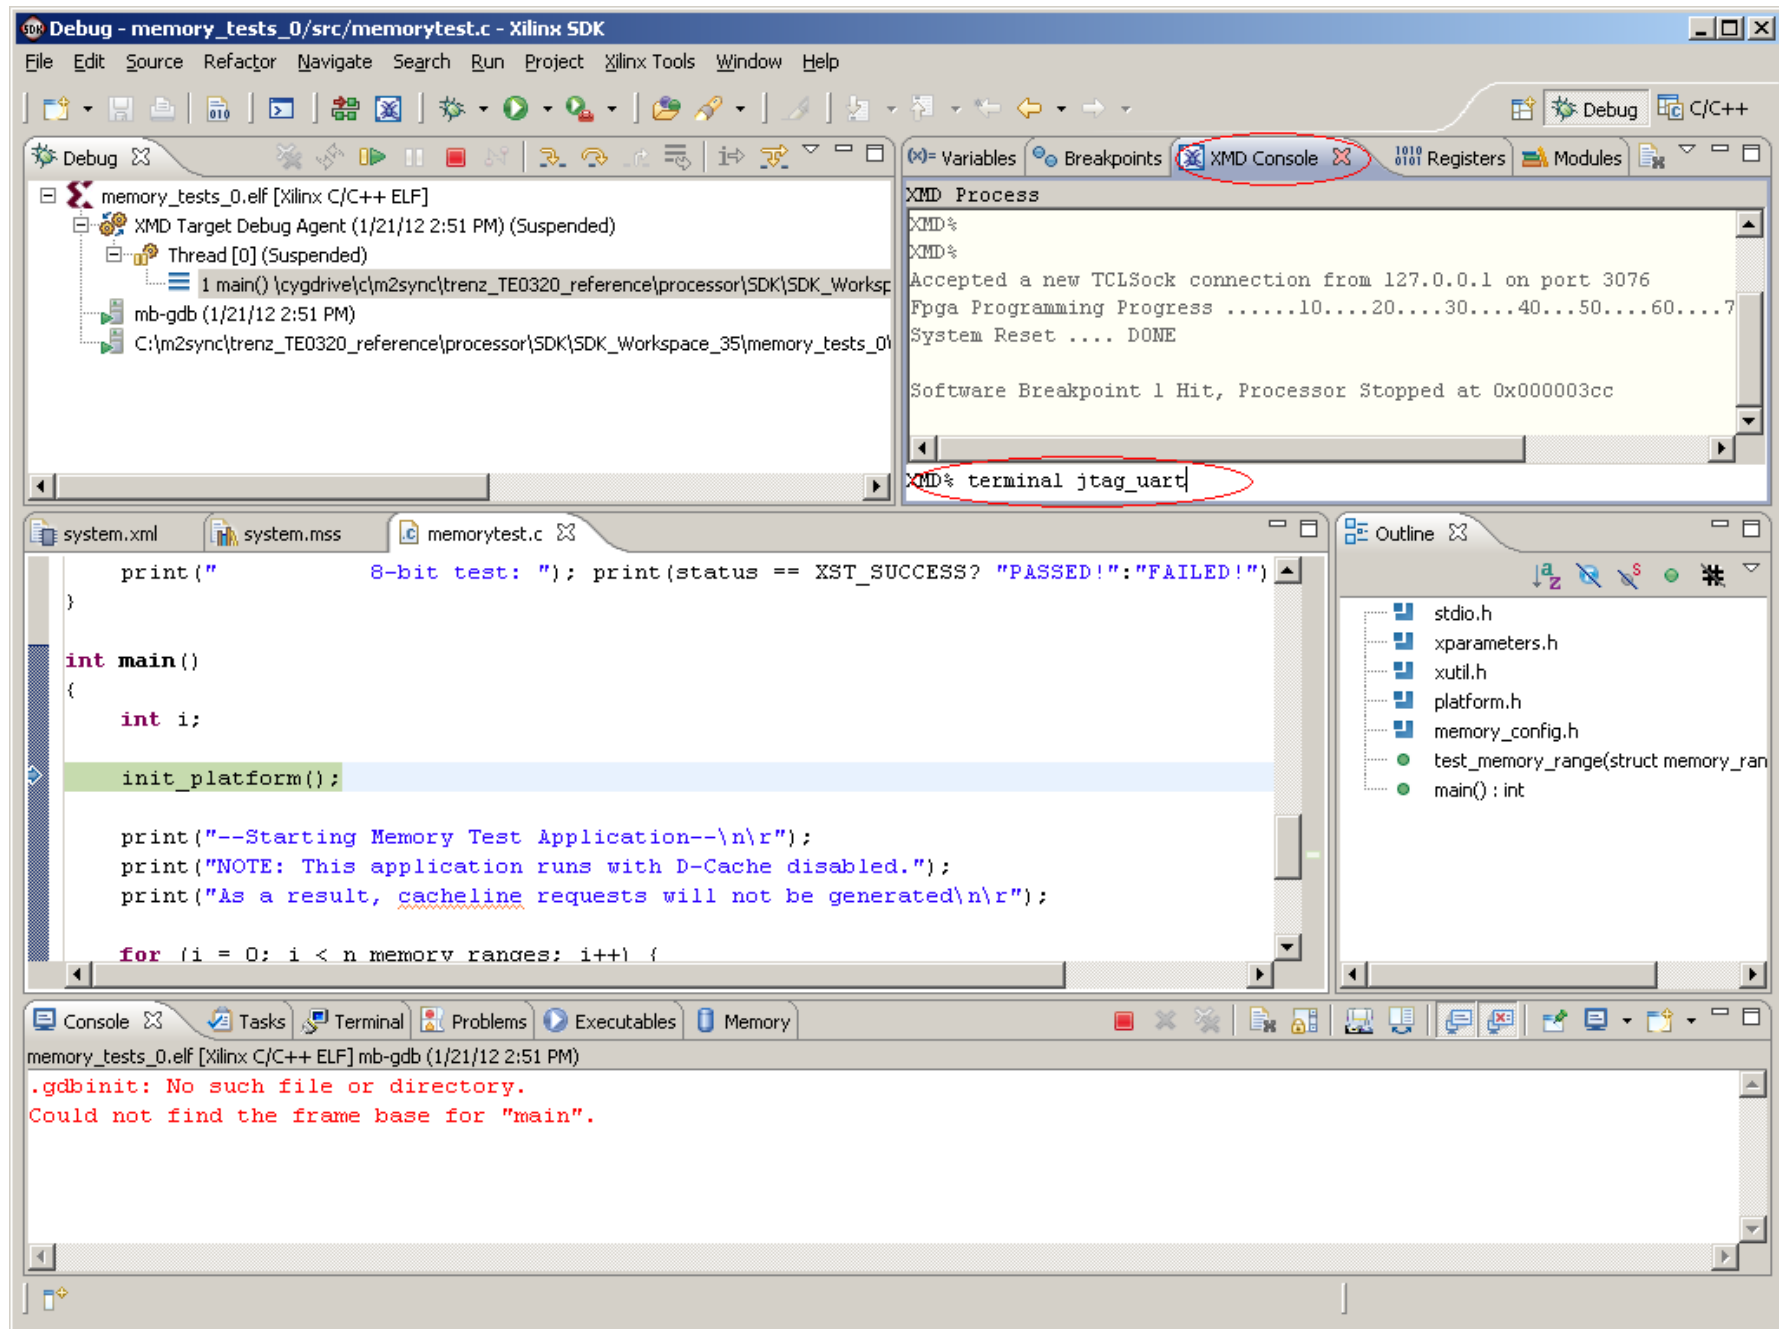 Debug - memory_tests_0/src/memorytest.c - Xilinx SDK
File Edit Source Refactor Navigate Search Run Project Xilinx Tools Window Help
Debug C/C++
Debug
memory_tests_0.elf [Xilinx C/C++ ELF]
XMD Target Debug Agent (1/21/12 2:51 PM) (Suspended)
Thread [0] (Suspended)
1 main() \cygdrive\c\m2sync\trenz_TE0320_reference\processor\SDK\SDK_Worksp
mb-gdb (1/21/12 2:51 PM)
C:\m2sync\trenz_TE0320_reference\processor\SDK\SDK_Workspace_35\memory_tests_0\
(x)= Variables Breakpoints XMD Console 1010 0101 Registers Modules
XMD Process
XMD%
XMD%
Accepted a new TCLSock connection from 127.0.0.1 on port 3076
Fpga Programming Progress ......10....20....30....40...50....60....7
System Reset .... DONE
Software Breakpoint 1 Hit, Processor Stopped at 0x000003cc
XMD% terminal jtag_uart
system.xml system.mss memorytest.c
print("           8-bit test: "); print(status == XST_SUCCESS? "PASSED!":"FAILED!")
}
int main()
{
int i;
init_platform();
print("--Starting Memory Test Application--\n\r");
print("NOTE: This application runs with D-Cache disabled.");
print("As a result, cacheline requests will not be generated\n\r");
for (i = 0; i < n_memory_ranges; i++) {
Outline
stdio.h
xparameters.h
xutil.h
platform.h
memory_config.h
test_memory_range(struct memory_ran
main() : int
Console Tasks Terminal Problems Executables Memory
memory_tests_0.elf [Xilinx C/C++ ELF] mb-gdb (1/21/12 2:51 PM)
.gdbinit: No such file or directory.
Could not find the frame base for "main".